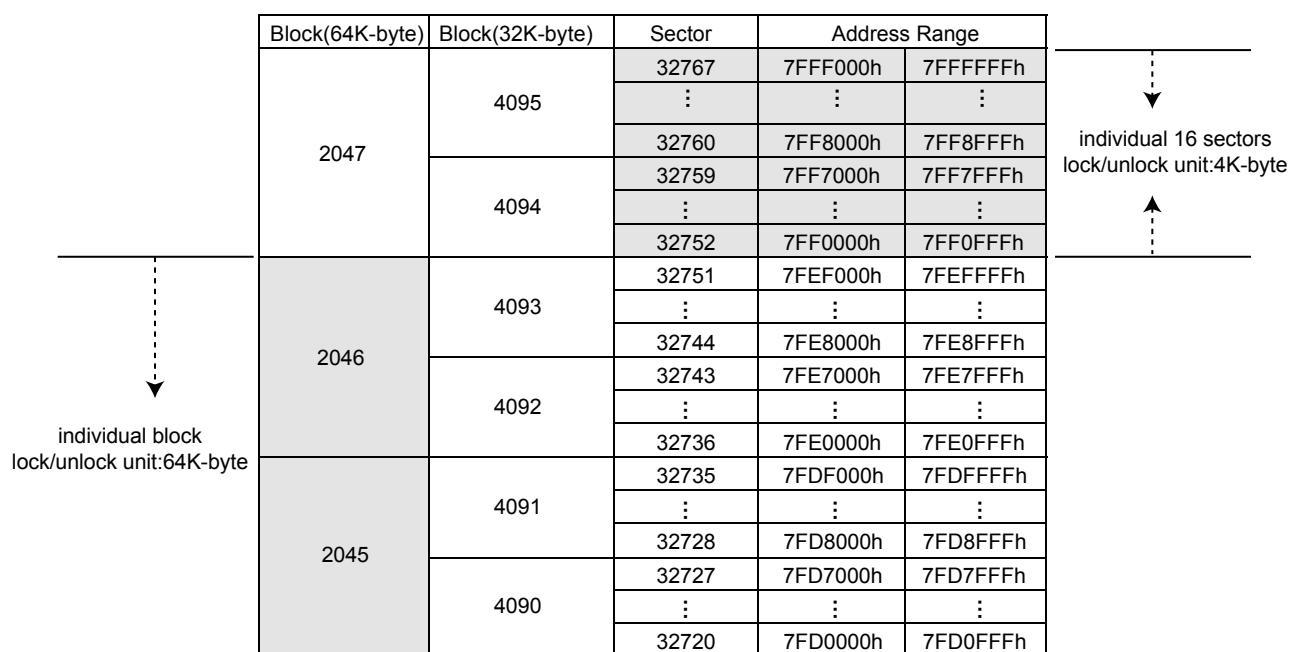 Block(64K-byte) Block(32K-byte) Sector Address Range
32767 7FFF000h 7FFFFFFh
4095
32760 7FF8000h 7FF8FFFh
2047
32759 7FF7000h 7FF7FFFh
4094
32752 7FF0000h 7FF0FFFh
individual 16 sectors
lock/unlock unit:4K-byte
32751 7FEF000h 7FEFFFFh
4093
32744 7FE8000h 7FE8FFFh
2046
32743 7FE7000h 7FE7FFFh
4092
32736 7FE0000h 7FE0FFFh
individual block
lock/unlock unit:64K-byte
32735 7FDF000h 7FDFFFFh
4091
32728 7FD8000h 7FD8FFFh
2045
32727 7FD7000h 7FD7FFFh
4090
32720 7FD0000h 7FD0FFFh